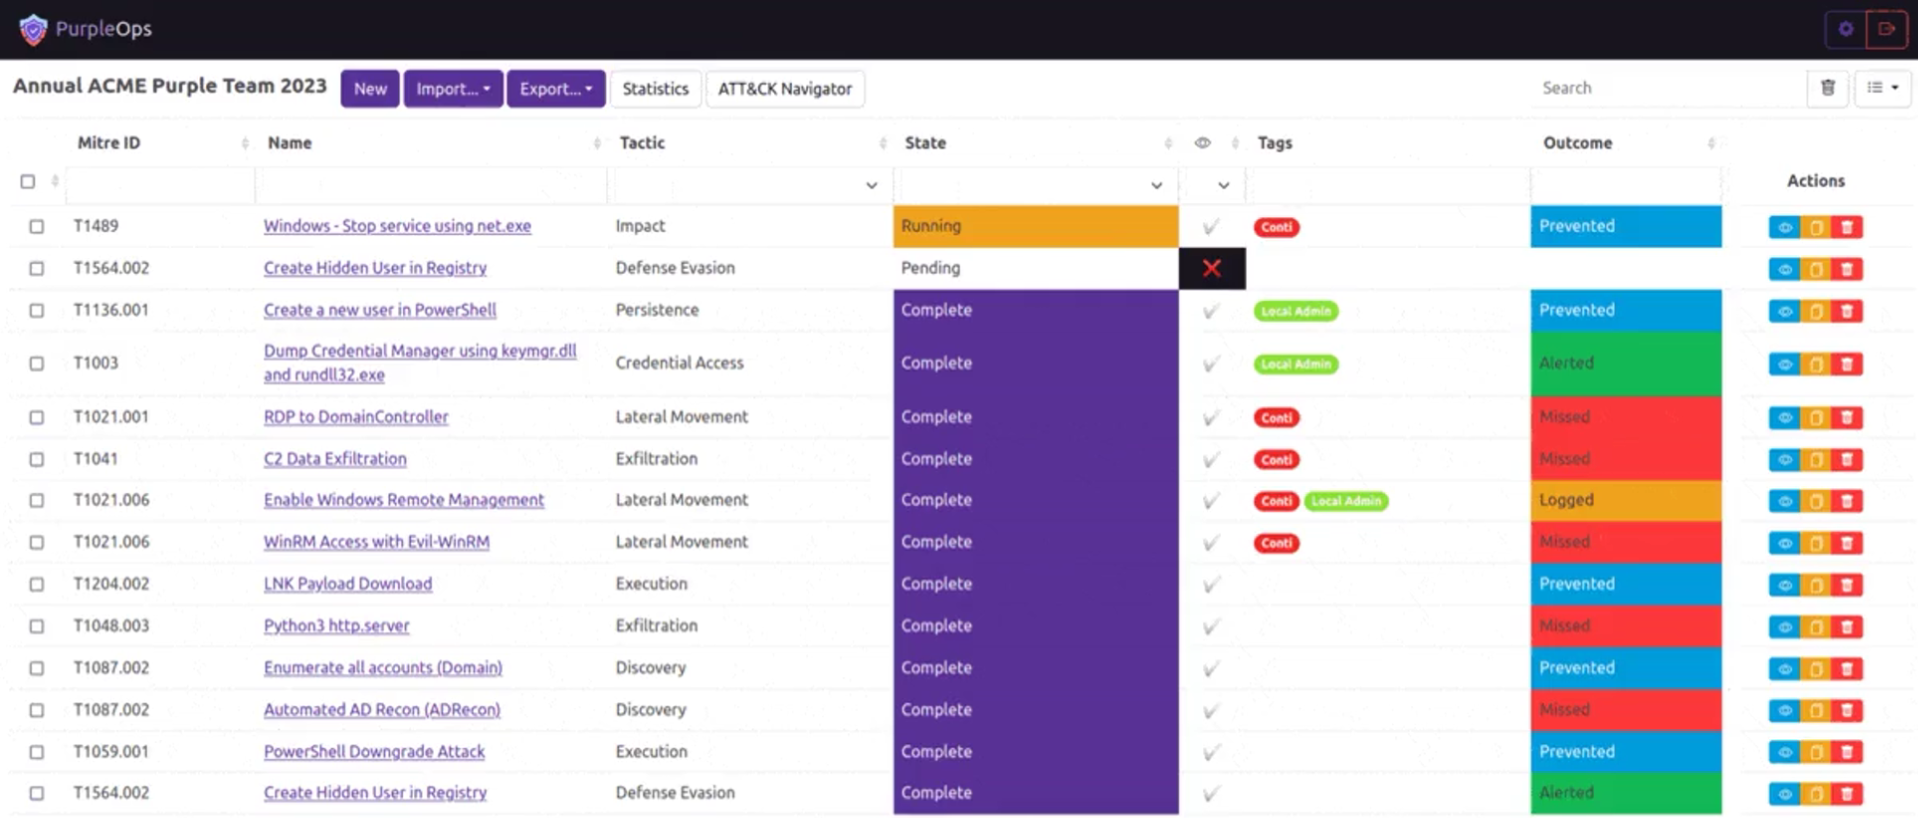 PurpleOps
Annual ACME Purple Team 2023 New Import... Export... Statistics ATT&CK Navigator Search
Mitre ID Name Tactic State Tags Outcome
Actions
T1489 Windows - Stop service using net.exe Impact Running Conti Prevented
T1564.002 Create Hidden User in Registry Defense Evasion Pending
T1136.001 Create a new user in PowerShell Persistence Complete Local Admin Prevented
T1003 Dump Credential Manager using keymgr.dll
and rundll32.exe Credential Access Complete Local Admin Alerted
T1021.001 RDP to DomainController Lateral Movement Complete Conti Missed
T1041 C2 Data Exfiltration Exfiltration Complete Conti Missed
T1021.006 Enable Windows Remote Management Lateral Movement Complete Conti Local Admin Logged
T1021.006 WinRM Access with Evil-WinRM Lateral Movement Complete Conti Missed
T1204.002 LNK Payload Download Execution Complete Prevented
T1048.003 Python3 http.server Exfiltration Complete Missed
T1087.002 Enumerate all accounts (Domain) Discovery Complete Prevented
T1087.002 Automated AD Recon (ADRecon) Discovery Complete Missed
T1059.001 PowerShell Downgrade Attack Execution Complete Prevented
T1564.002 Create Hidden User in Registry Defense Evasion Complete Alerted